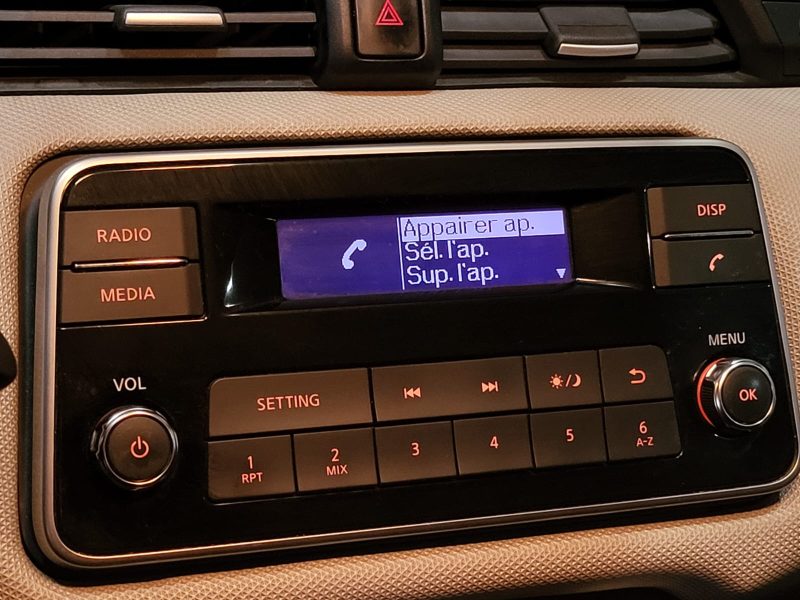 RADIO
MEDIA
Appairer ap.
Sél. l'ap.
Sup. l'ap.
DISP
MENU
OK
VOL
SETTING
1
RPT
2
MIX
3
4
5
6
A-Z